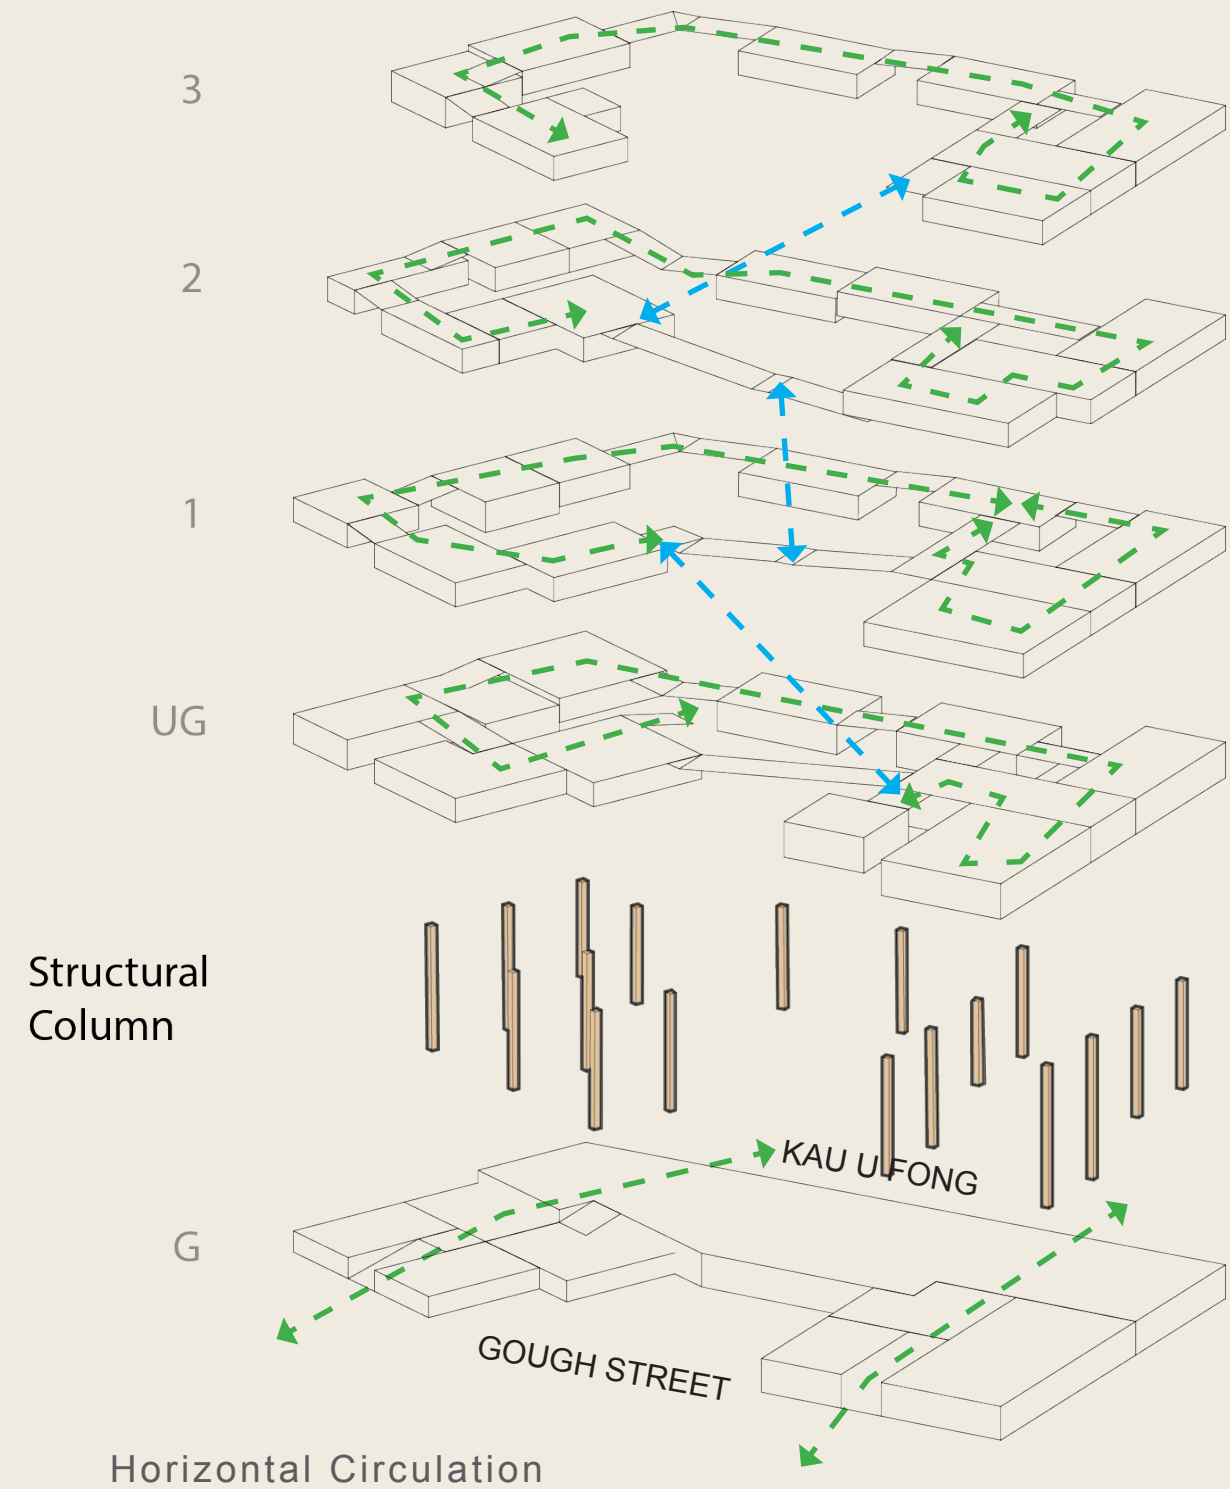 3
2
1
UG
Structural
Column
KAU U FONG
G
GOUGH STREET
Horizontal Circulation